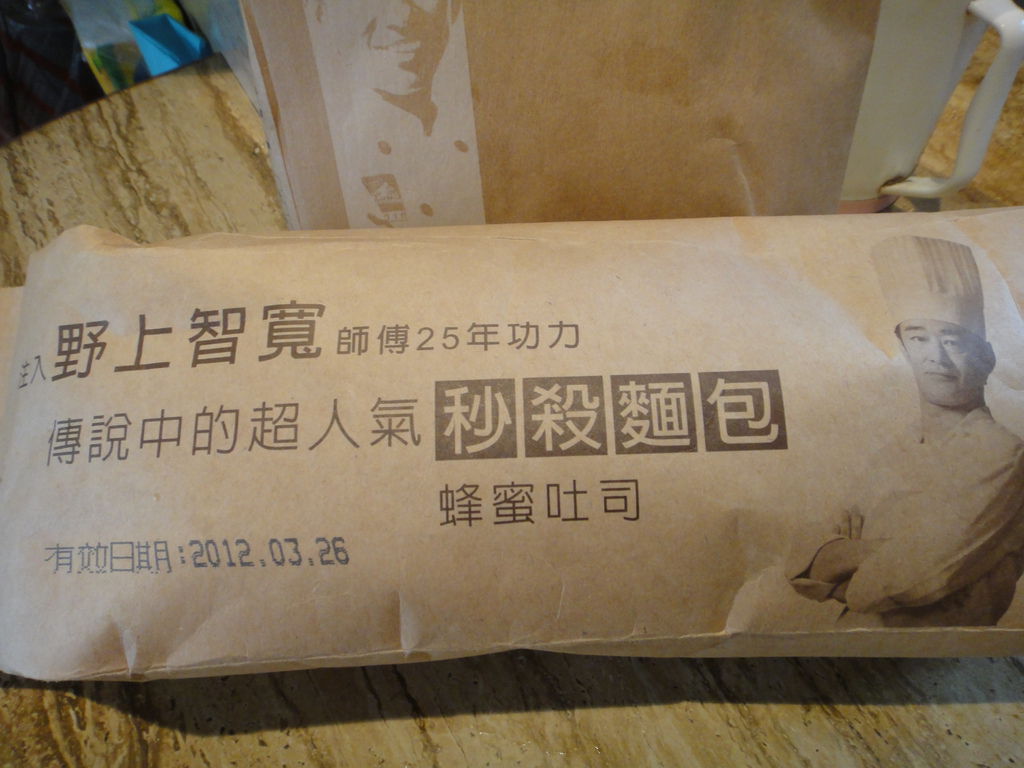 注入野上智寬師傅25年功力
傳說中的超人氣秒殺麵包
蜂蜜吐司
有效日期:2012.03.26